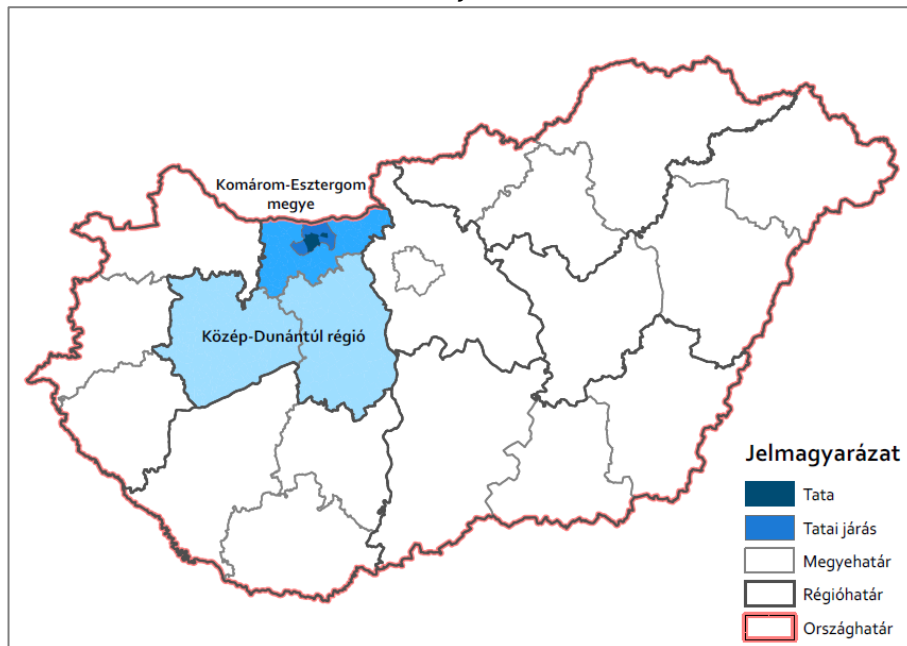 Komárom-Esztergom
megye
Közép-Dunántúl régió
Jelmagyarázat
Tata
Tatai járás
Megyehatár
Régióhatár
Országhatár